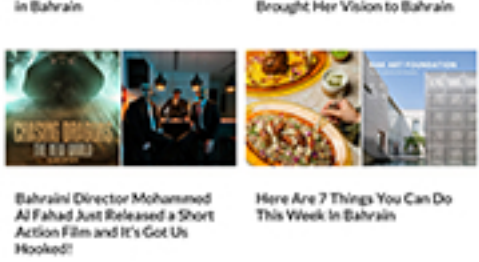 in Bahrain
Brought Her Vision to Bahrain
CHASING DRAGONS
THE NEW WORLD
ART FOUNDATION
Bahraini Director Mohammed
Al Fahad Just Released a Short
Action Film and It's Got Us
Hooked!
Here Are 7 Things You Can Do
This Week In Bahrain